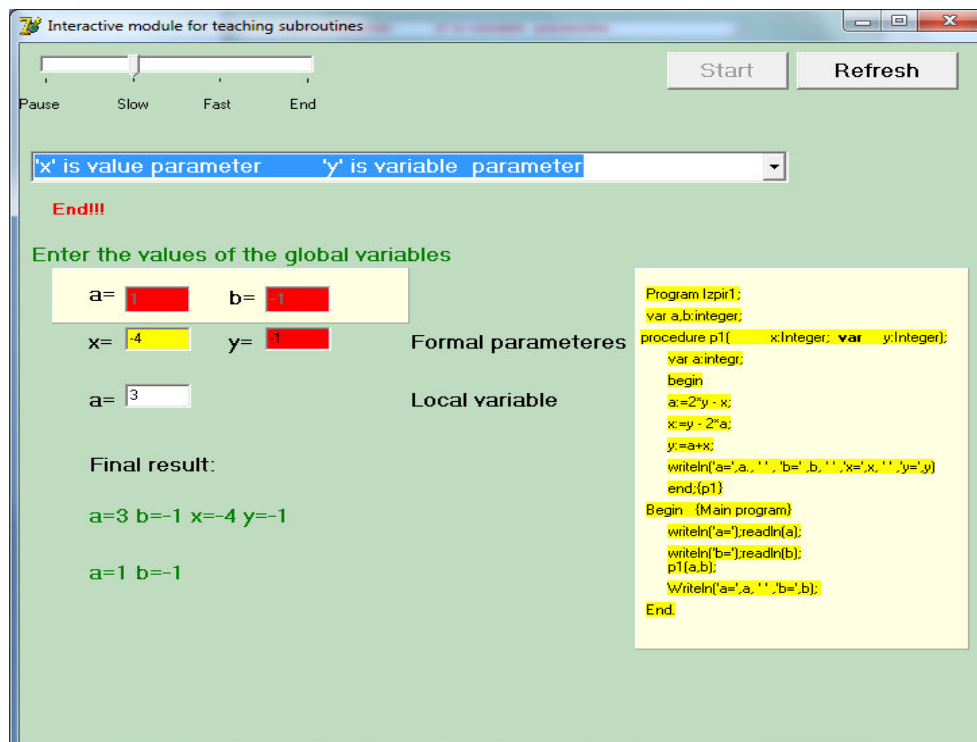 Interactive module for teaching subroutines
Start
Refresh
Pause Slow Fast End
'x' is value parameter 'y' is variable parameter
End!!!
Enter the values of the global variables
a= 1 b= -1
x= -4 y= -1 Formal parameteres
a= 3 Local variable
Final result:
a=3 b=-1 x=-4 y=-1
a=1 b=-1
Program Izpir1;
var a,b:integer;
procedure p1( x:Integer; var y:Integer);
var a:integr;
begin
a:=2*y - x;
x:=y - 2*a;
y:=a+x;
writeln('a=',a,, ' ' , 'b=' ,b, ' ' ,'x=',x, ' ' ,'y=',y)
end;{p1}
Begin {Main program}
writeln('a=');readln(a);
writeln('b=');readln(b);
p1(a,b);
Writeln('a=',a, ' ' ,'b=',b);
End.